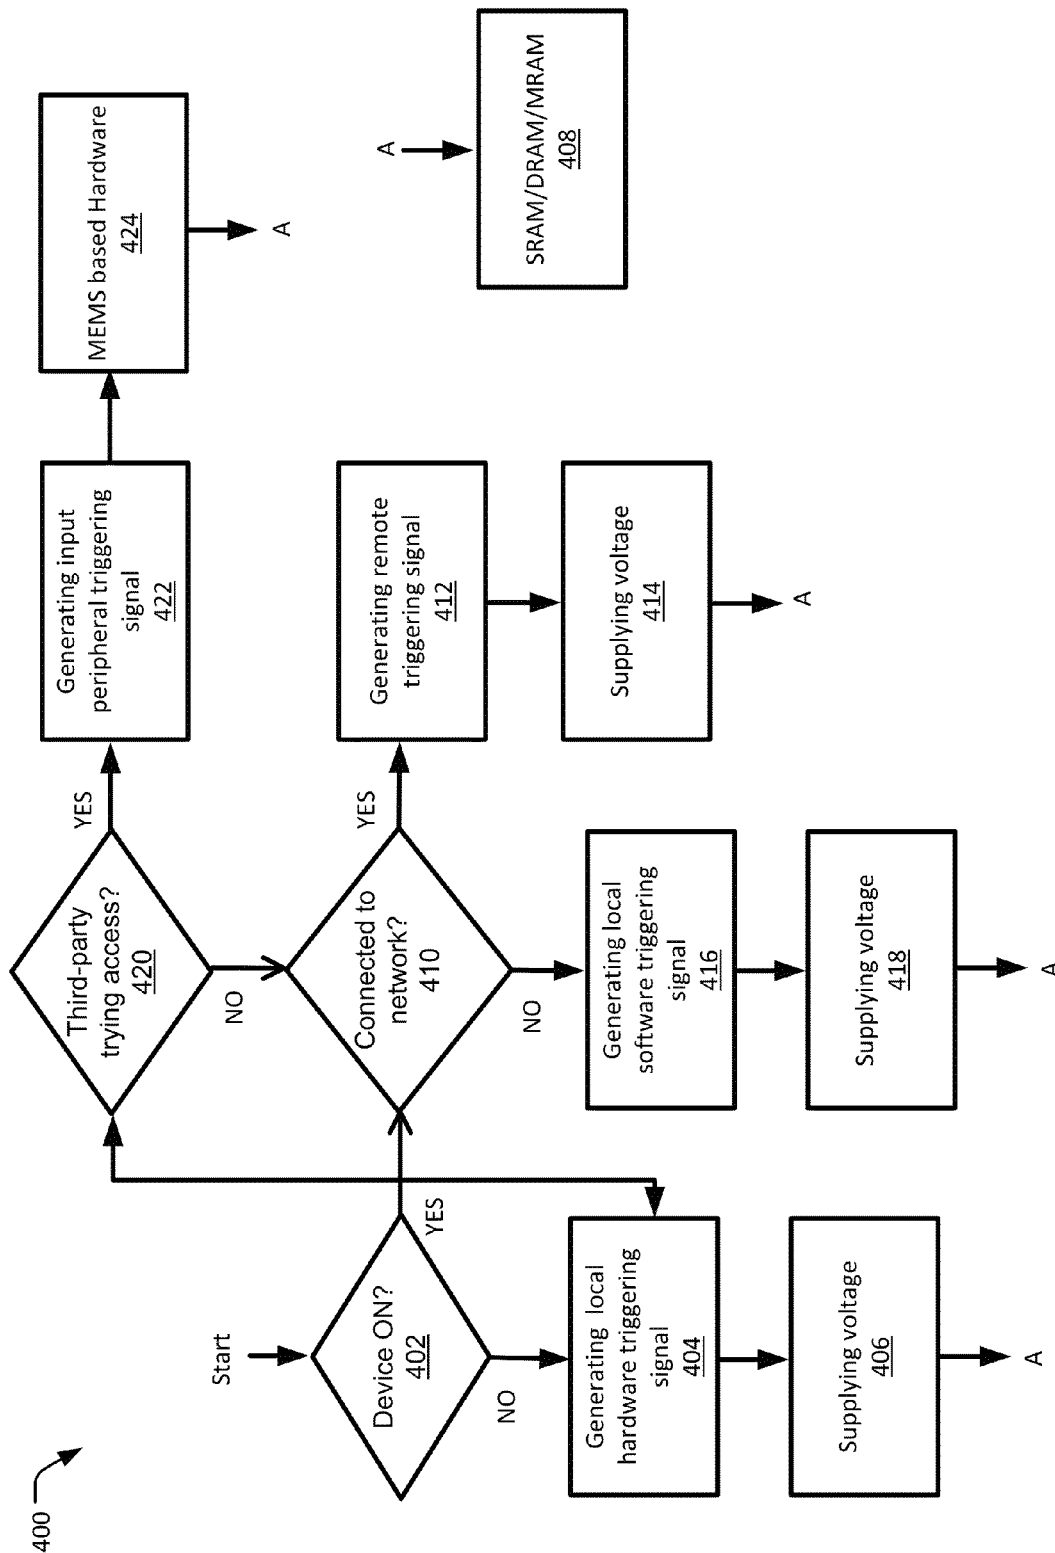 400
Start
Device ON?
402
YES
NO
Generating local
hardware triggering
signal
404
Supplying voltage
406
A
Third-party
trying access?
420
YES
NO
Connected to
network?
410
YES
NO
Generating local
software triggering
signal
416
Supplying voltage
418
A
Generating input
peripheral triggering
signal
422
Generating remote
triggering signal
412
Supplying voltage
414
A
MEMS based Hardware
424
A
A
SRAM/DRAM/MRAM
408